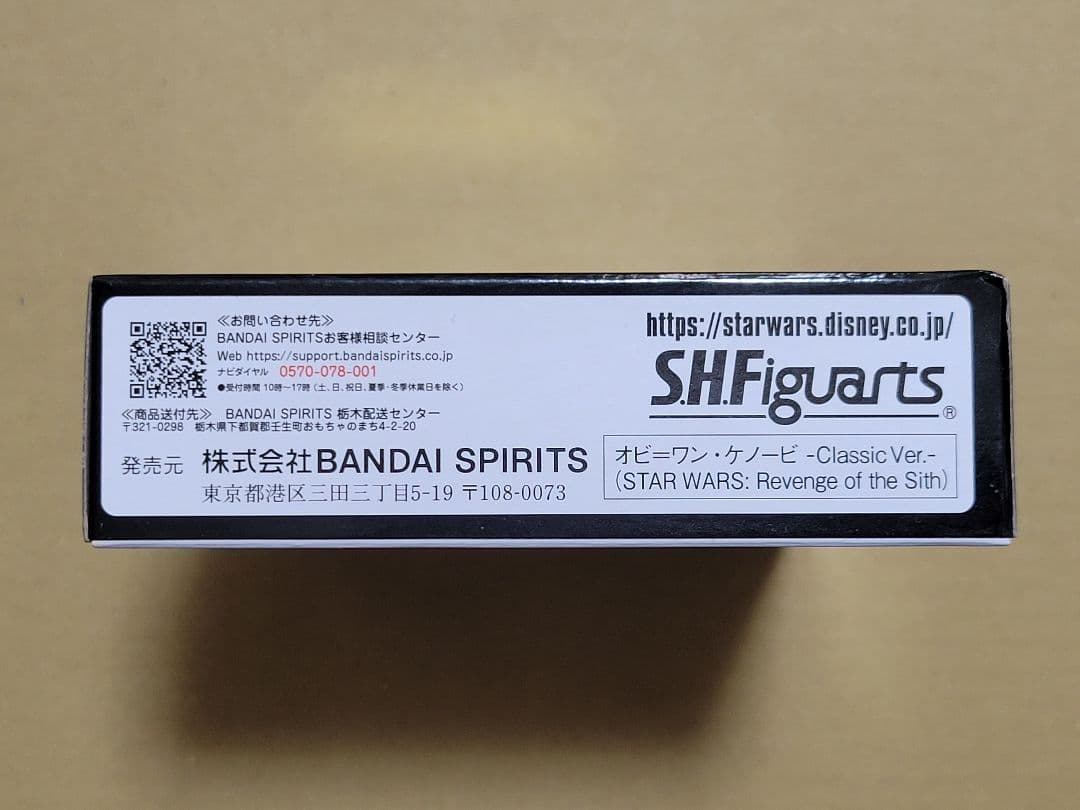 ≪お問い合わせ先≫
BANDAI SPIRITSお客様相談センター
Web https://support.bandaispirits.co.jp
ナビダイヤル 0570-078-001
●受付時間 10時〜17時 (土、日、祝日、夏季・冬季休業日を除く)
≪商品送付先≫ BANDAI SPIRITS 栃木配送センター
〒321-0298 栃木県下都賀郡壬生町おもちゃのまち4-2-20
発売元 株式会社BANDAI SPIRITS
東京都港区三田三丁目5-19 〒108-0073
https://starwars.disney.co.jp/
S.H.Figuarts®
オビ＝ワン・ケノービ -Classic Ver.-
(STAR WARS: Revenge of the Sith)